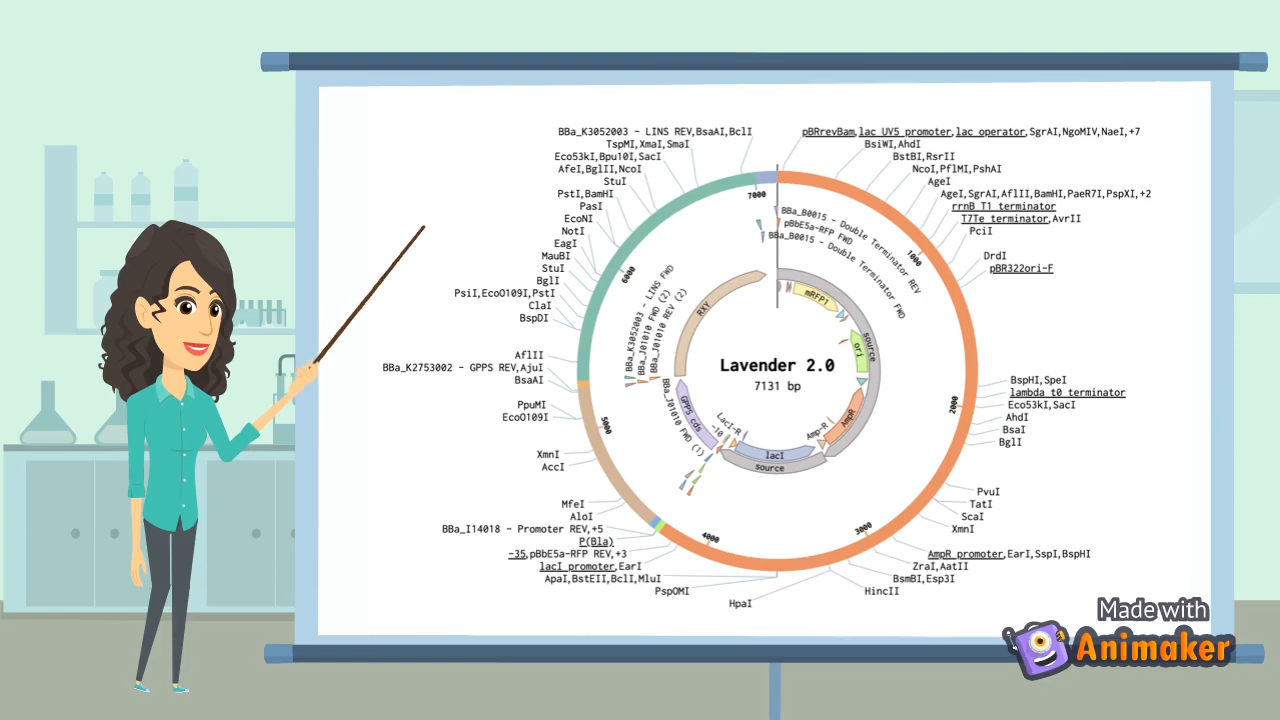 BBa_K3052003 - LINS REV,BsaAI,BclI
TspMI,XmaI,SmaI
Eco53kI,Bpu10I,SacI
AfeI,BglII,NcoI
StuI
PstI,BamHI
PasI
EcoNI
NotI
EagI
MauBI
StuI
BglI
PsiI,EcoO109I,PstI
ClaI
BspDI
AflII
BBa_K2753002 - GPPS REV,AjuI
BsaAI
PpuMI
EcoO109I
XmnI
AccI
MfeI
AloI
BBa_I14018 - Promoter REV,+5
P(Bla)
-35,pBbE5a-RFP REV,+3
lacI promoter,EarI
ApaI,BstEII,BclI,MluI
PspOMI
HpaI
pBRrevBam,lac UV5 promoter,lac operator,SgrAI,NgoMIV,NaeI,+7
BsiWI,AhdI
BstBI,RsrII
NcoI,PflMI,PshAI
AgeI
AgeI,SgrAI,AflII,BamHI,PaeR7I,PspXI,+2
rrnB T1 terminator
T7Te terminator,AvrII
PciI
DrdI
pBR322ori-F
BspHI,SpeI
lambda t0 terminator
Eco53kI,SacI
AhdI
BsaI
BglI
PvuI
TatI
ScaI
XmnI
AmpR promoter,EarI,SspI,BspHI
ZraI,AatII
BsmBI,Esp3I
HincII
7000
1000
2000
3000
4000
5000
6000
BBa_B0015 - Double Terminator REV
pBbE5a-RFP FWD
BBa_B0015 - Double Terminator FWD
BBa_K3052003 - LINS FWD
BBa_J01010 FWD (2)
BBa_J01010 REV (2)
BBa_J01010 FWD (1)
RXY
mRFP1
source
ori
AmpR
Amp-R
lacI
source
LacI-R
-10
GPPS cds
Lavender 2.0
7131 bp
Made with
Animaker